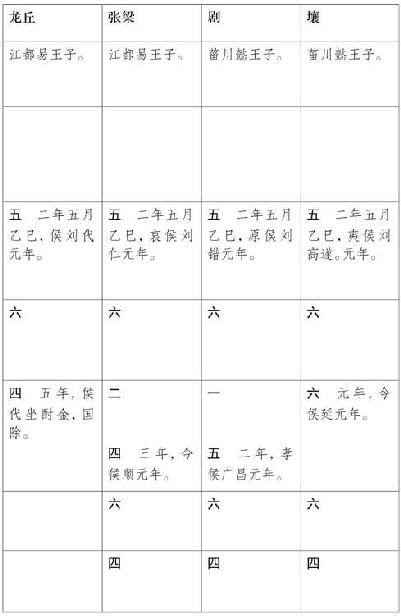 龙丘 张梁 剧 壤
江都易王子。 江都易王子。 菑川懿王子。 菑川懿王子。
五 二年五月 五 二年五月 五 二年五月 五 二年五月
乙巳，侯刘代 乙巳，哀侯刘 乙巳，原侯刘 乙巳，夷侯刘
元年。 仁元年。 错元年。 高遂。元年。
六 六 六 六
四 五年，侯 二 一 六 元年，今
代坐酎金，国 侯延元年。
除。
四 三年，今 五 二年，孝
侯顺元年。 侯广昌元年。
六 六 六
四 四 四